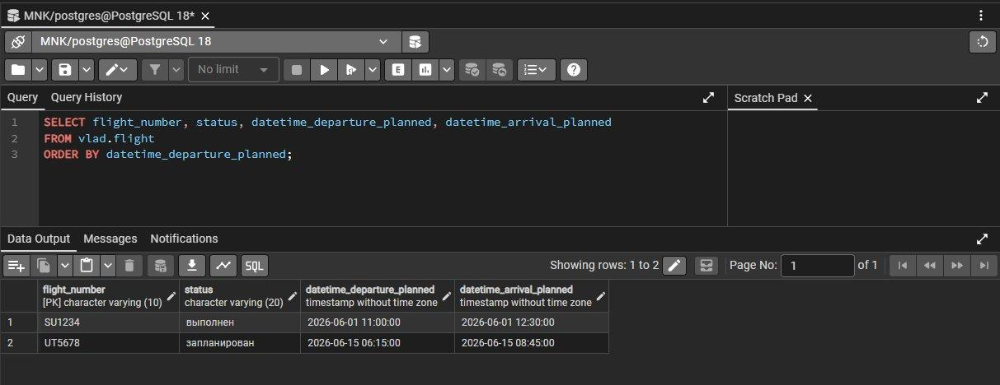 MNK/postgres@PostgreSQL 18*
MNK/postgres@PostgreSQL 18
No limit
E
Query Query History
Scratch Pad
1 SELECT flight_number, status, datetime_departure_planned, datetime_arrival_planned
2 FROM vlad.flight
3 ORDER BY datetime_departure_planned;
Data Output Messages Notifications
SQL Showing rows: 1 to 2 Page No: 1 of 1
flight_number status datetime_departure_planned datetime_arrival_planned
[PK] character varying (10) character varying (20) timestamp without time zone timestamp without time zone
1 SU1234 выполнен 2026-06-01 11:00:00 2026-06-01 12:30:00
2 UT5678 запланирован 2026-06-15 06:15:00 2026-06-15 08:45:00